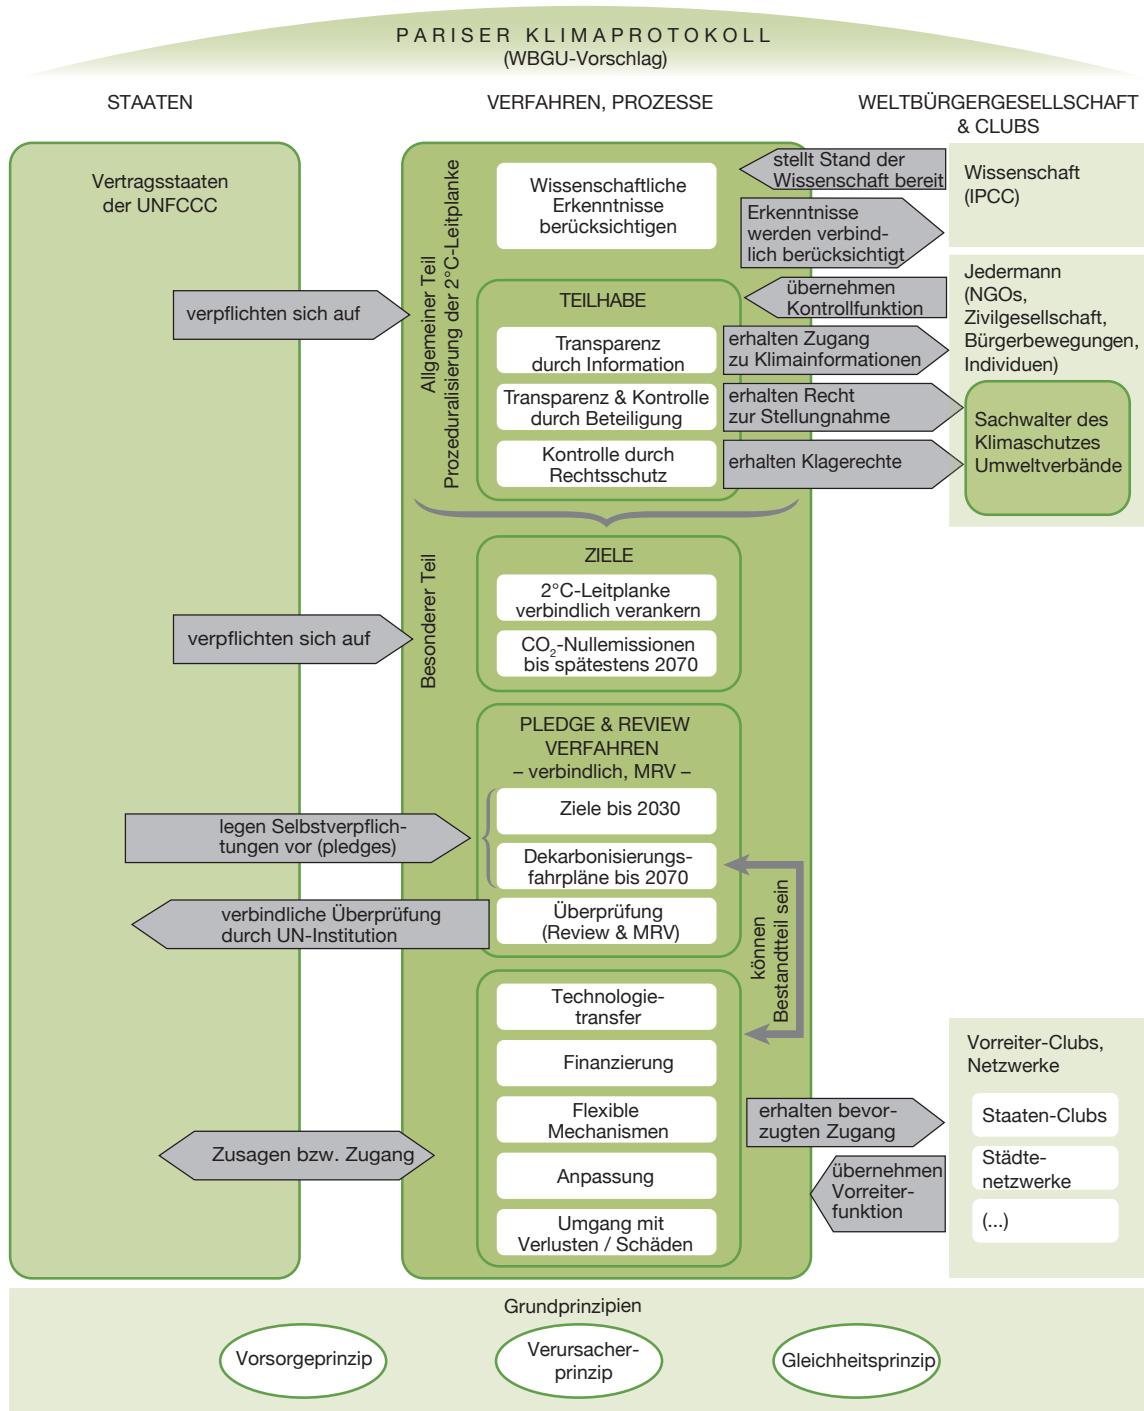 PARISER KLIMAPROTOKOLL
(WBGU-Vorschlag)
STAATEN
VERFAHREN, PROZESSE
WELTBÜRGERGESELLSCHAFT
& CLUBS
Vertragsstaaten
der UNFCCC
verpflichten sich auf
verpflichten sich auf
legen Selbstverpflich-
tungen vor (pledges)
verbindliche Überprüfung
durch UN-Institution
Zusagen bzw. Zugang
Allgemeiner Teil
Prozeduralisierung der 2°C-Leitplanke
Wissenschaftliche
Erkenntnisse
berücksichtigen
TEILHABE
Transparenz
durch Information
Transparenz & Kontrolle
durch Beteiligung
Kontrolle durch
Rechtsschutz
Besonderer Teil
ZIELE
2°C-Leitplanke
verbindlich verankern
CO₂-Nullemissionen
bis spätestens 2070
PLEDGE & REVIEW
VERFAHREN
– verbindlich, MRV –
Ziele bis 2030
Dekarbonisierungs-
fahrpläne bis 2070
Überprüfung
(Review & MRV)
können
Bestandtteil sein
Technologie-
transfer
Finanzierung
Flexible
Mechanismen
Anpassung
Umgang mit
Verlusten / Schäden
stellt Stand der
Wissenschaft bereit
Erkenntnisse
werden verbind-
lich berücksichtigt
übernehmen
Kontrollfunktion
erhalten Zugang
zu Klimainformationen
erhalten Recht
zur Stellungnahme
erhalten Klagerechte
erhalten bevor-
zugten Zugang
übernehmen
Vorreiter-
funktion
Wissenschaft
(IPCC)
Jedermann
(NGOs,
Zivilgesellschaft,
Bürgerbewegungen,
Individuen)
Sachwalter des
Klimaschutzes
Umweltverbände
Vorreiter-Clubs,
Netzwerke
Staaten-Clubs
Städte-
netzwerke
(...)
Grundprinzipien
Vorsorgeprinzip
Verursacher-
prinzip
Gleichheitsprinzip